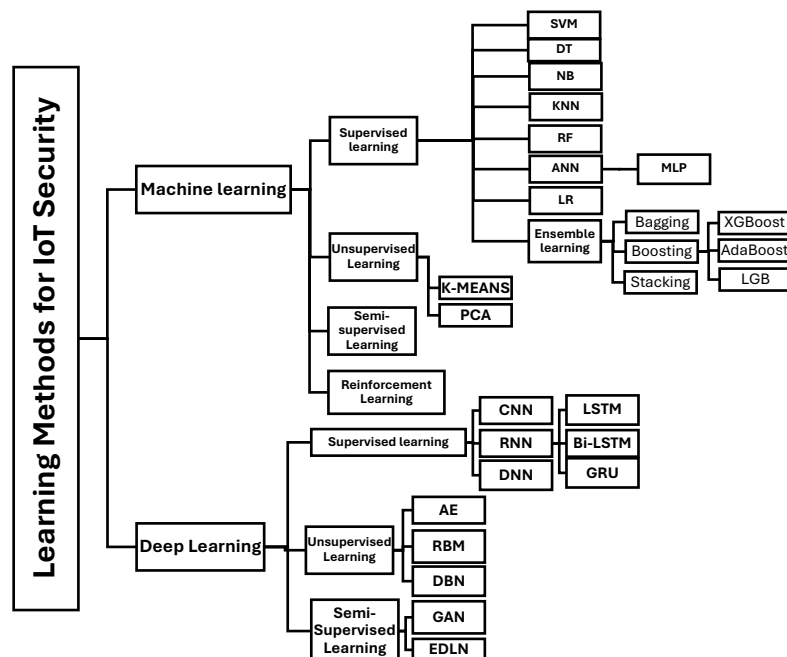 Learning Methods for IoT Security
Machine learning
Supervised
learning
SVM
DT
NB
KNN
RF
ANN
MLP
LR
Ensemble
learning
Bagging
Boosting
Stacking
XGBoost
AdaBoost
LGB
Unsupervised
Learning
K-MEANS
PCA
Semi-
supervised
Learning
Reinforcement
Learning
Deep Learning
Supervised learning
CNN
RNN
DNN
LSTM
Bi-LSTM
GRU
Unsupervised
Learning
AE
RBM
DBN
Semi-
Supervised
Learning
GAN
EDLN